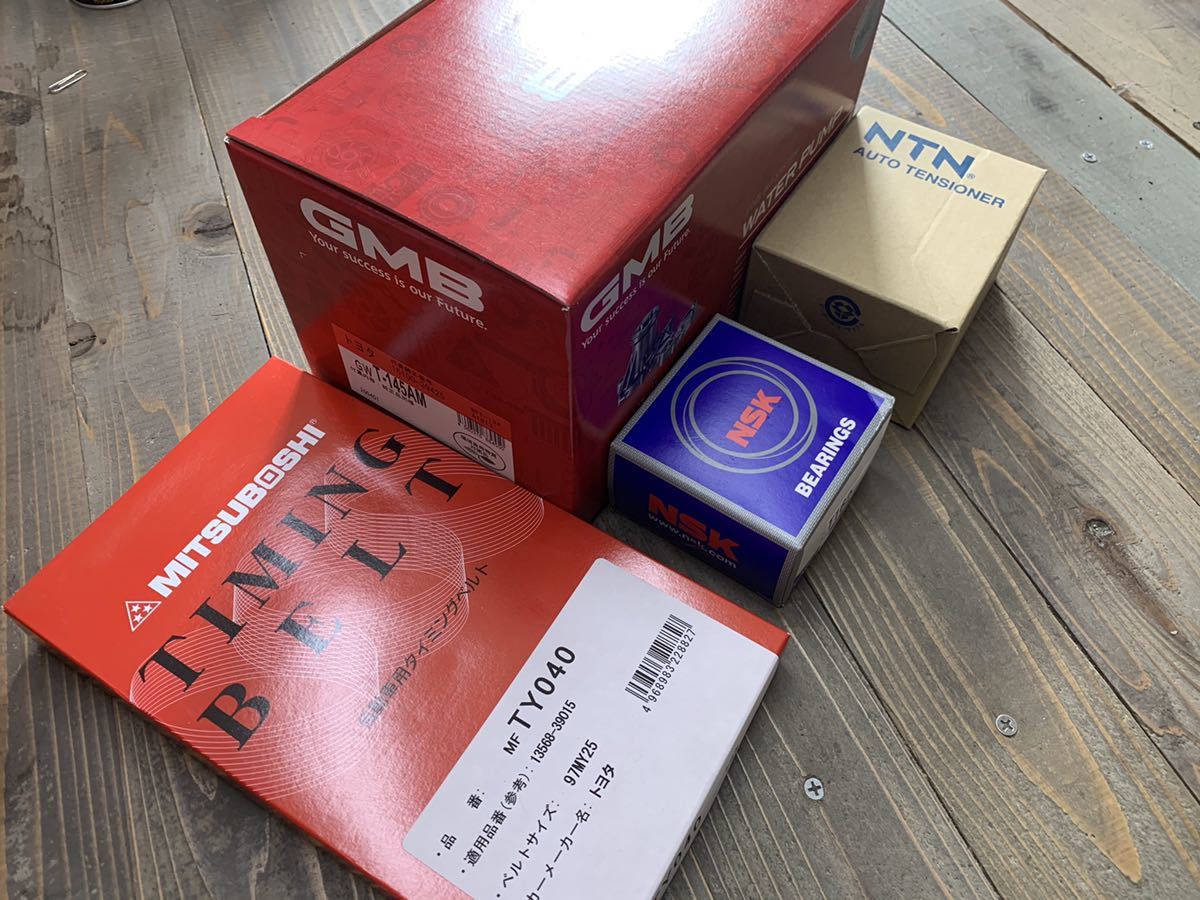 GMB
Your success is our Future.
トヨタ
GWT-145AM
GMB
Your success is our Future.
WATER PUMP
NTN®
AUTO TENSIONER
NSK
BEARINGS
NSK
www.nsk.com
MITSUBOSHI®
TIMING
BELT
自動車用タイミングベルト
・品 番: MF TY040
・適用品番(参考): 13568-39015
・ベルトサイズ: 97MY25
カーメーカー名: トヨタ
4 968983 228827